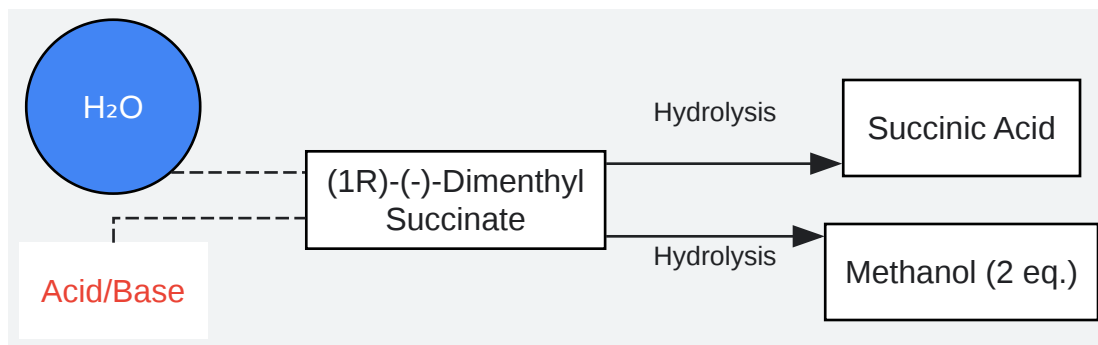 H₂O
Hydrolysis
Succinic Acid
(1R)-(-)-Dimenthyl
Succinate
Hydrolysis
Methanol (2 eq.)
Acid/Base